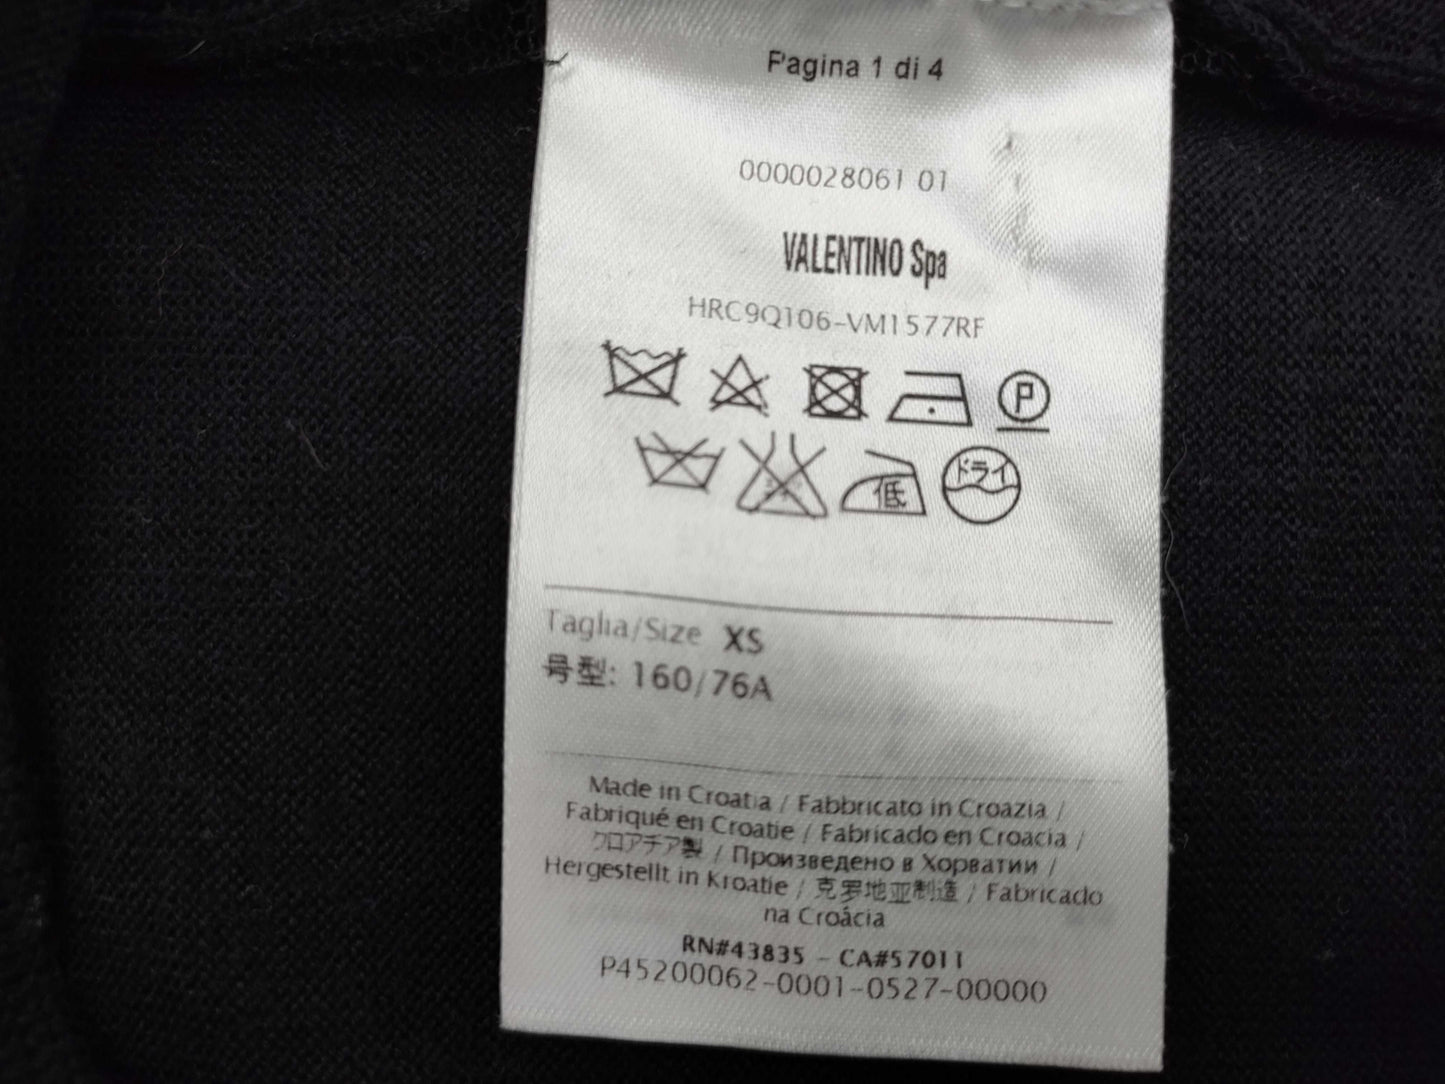 Pagina 1 di 4
0000028061 01
VALENTINO Spa
HRC9Q106-VM1577RF
P
低 ドライ
Taglia/Size XS
号型: 160/76A
Made in Croatia / Fabbricato in Croazia /
Fabriqué en Croatie / Fabricado en Croacia /
クロアチア製 / Произведено в Хорватии /
Hergestellt in Kroatie / 克罗地亚制造 / Fabricado
na Croácia
RN#43835 - CA#57011
P45200062-0001-0527-00000